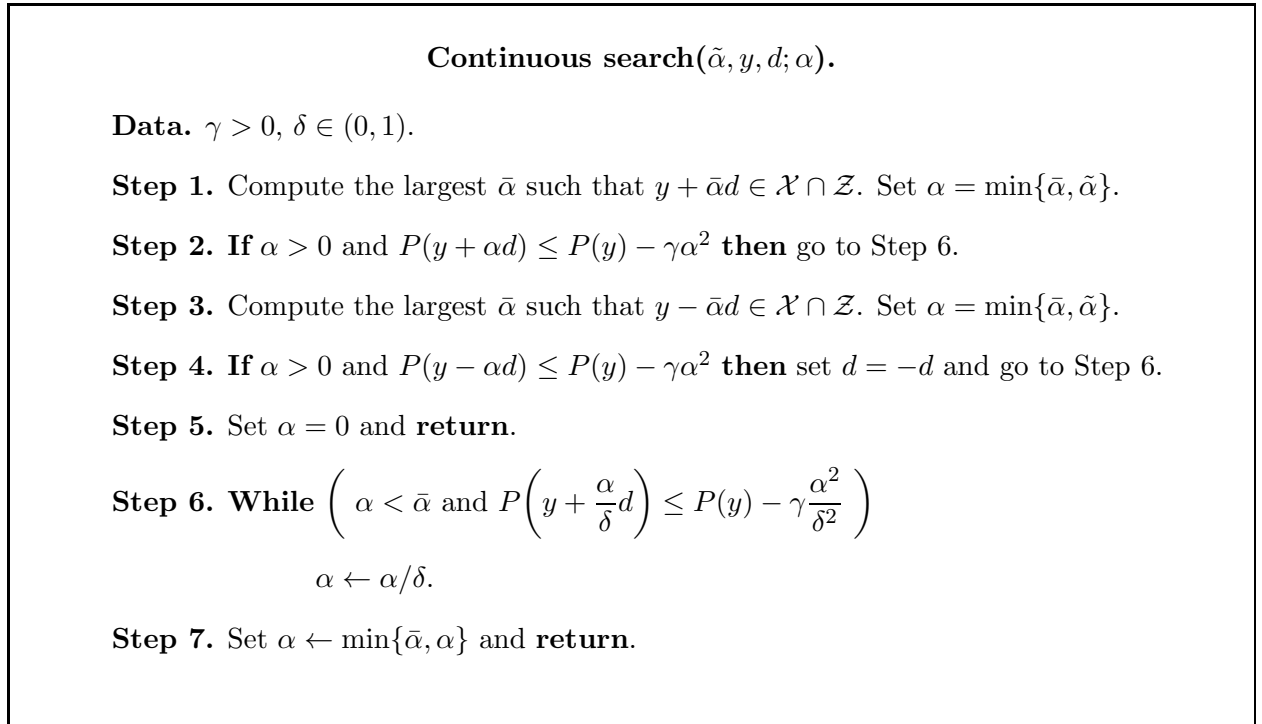 Continuous search(α̃, y, d; α).
Data. γ > 0, δ ∈ (0, 1).
Step 1. Compute the largest ᾱ such that y + ᾱd ∈ 𝒳 ∩ 𝒵. Set α = min{ᾱ, α̃}.
Step 2. If α > 0 and P(y + αd) ≤ P(y) − γα² then go to Step 6.
Step 3. Compute the largest ᾱ such that y − ᾱd ∈ 𝒳 ∩ 𝒵. Set α = min{ᾱ, α̃}.
Step 4. If α > 0 and P(y − αd) ≤ P(y) − γα² then set d = −d and go to Step 6.
Step 5. Set α = 0 and return.
Step 6. While ( α < ᾱ and P(y + α/δ d) ≤ P(y) − γ α²/δ² )
α ← α/δ.
Step 7. Set α ← min{ᾱ, α} and return.